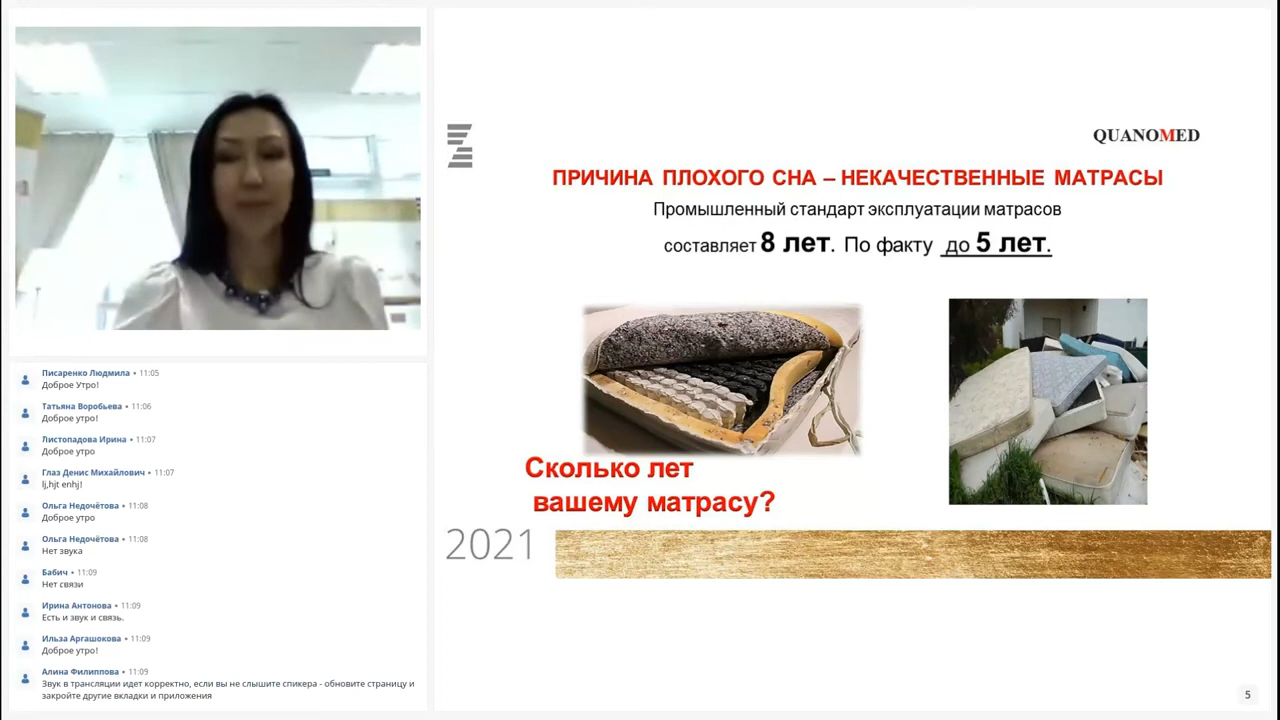 QUANOMED
ПРИЧИНА ПЛОХОГО СНА – НЕКАЧЕСТВЕННЫЕ МАТРАСЫ
Промышленный стандарт эксплуатации матрасов
составляет 8 лет. По факту до 5 лет.
Сколько лет
вашему матрасу?
2021
5
Писаренко Людмила • 11:05
Доброе Утро!
Татьяна Воробьева • 11:06
Доброе утро!
Листопадова Ирина • 11:07
Доброе утро
Глаз Денис Михайлович • 11:07
lj,hjt enhj!
Ольга Недочётова • 11:08
Доброе утро
Ольга Недочётова • 11:08
Нет звука
Бабич • 11:09
Нет связи
Ирина Антонова • 11:09
Есть и звук и связь.
Ильза Аргашокова • 11:09
Доброе утро!
Алина Филиппова • 11:09
Звук в трансляции идет корректно, если вы не слышите спикера - обновите страницу и
закройте другие вкладки и приложения